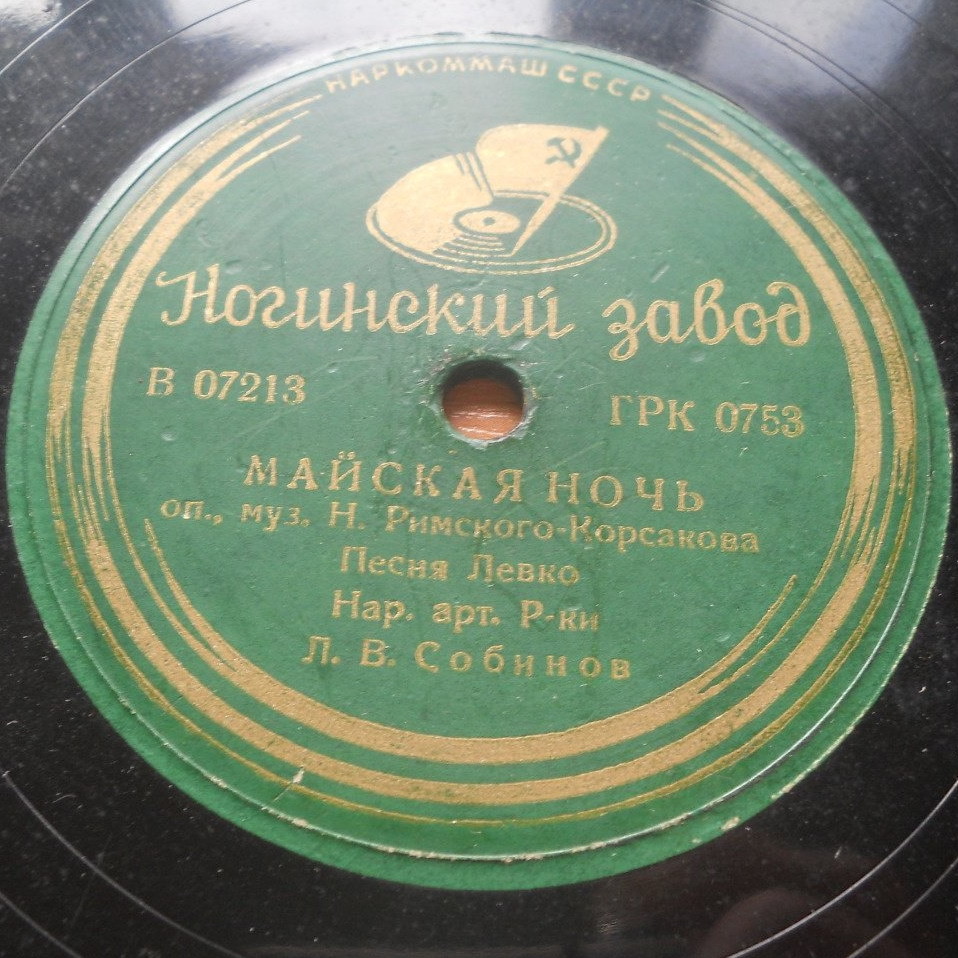 НАРКОММАШ СССР
Ногинский завод
В 07213
ГРК 0753
МАЙСКАЯ НОЧЬ
оп., муз. Н. Римского-Корсакова
Песня Левко
Нар. арт. Р-ки
Л. В. Собинов